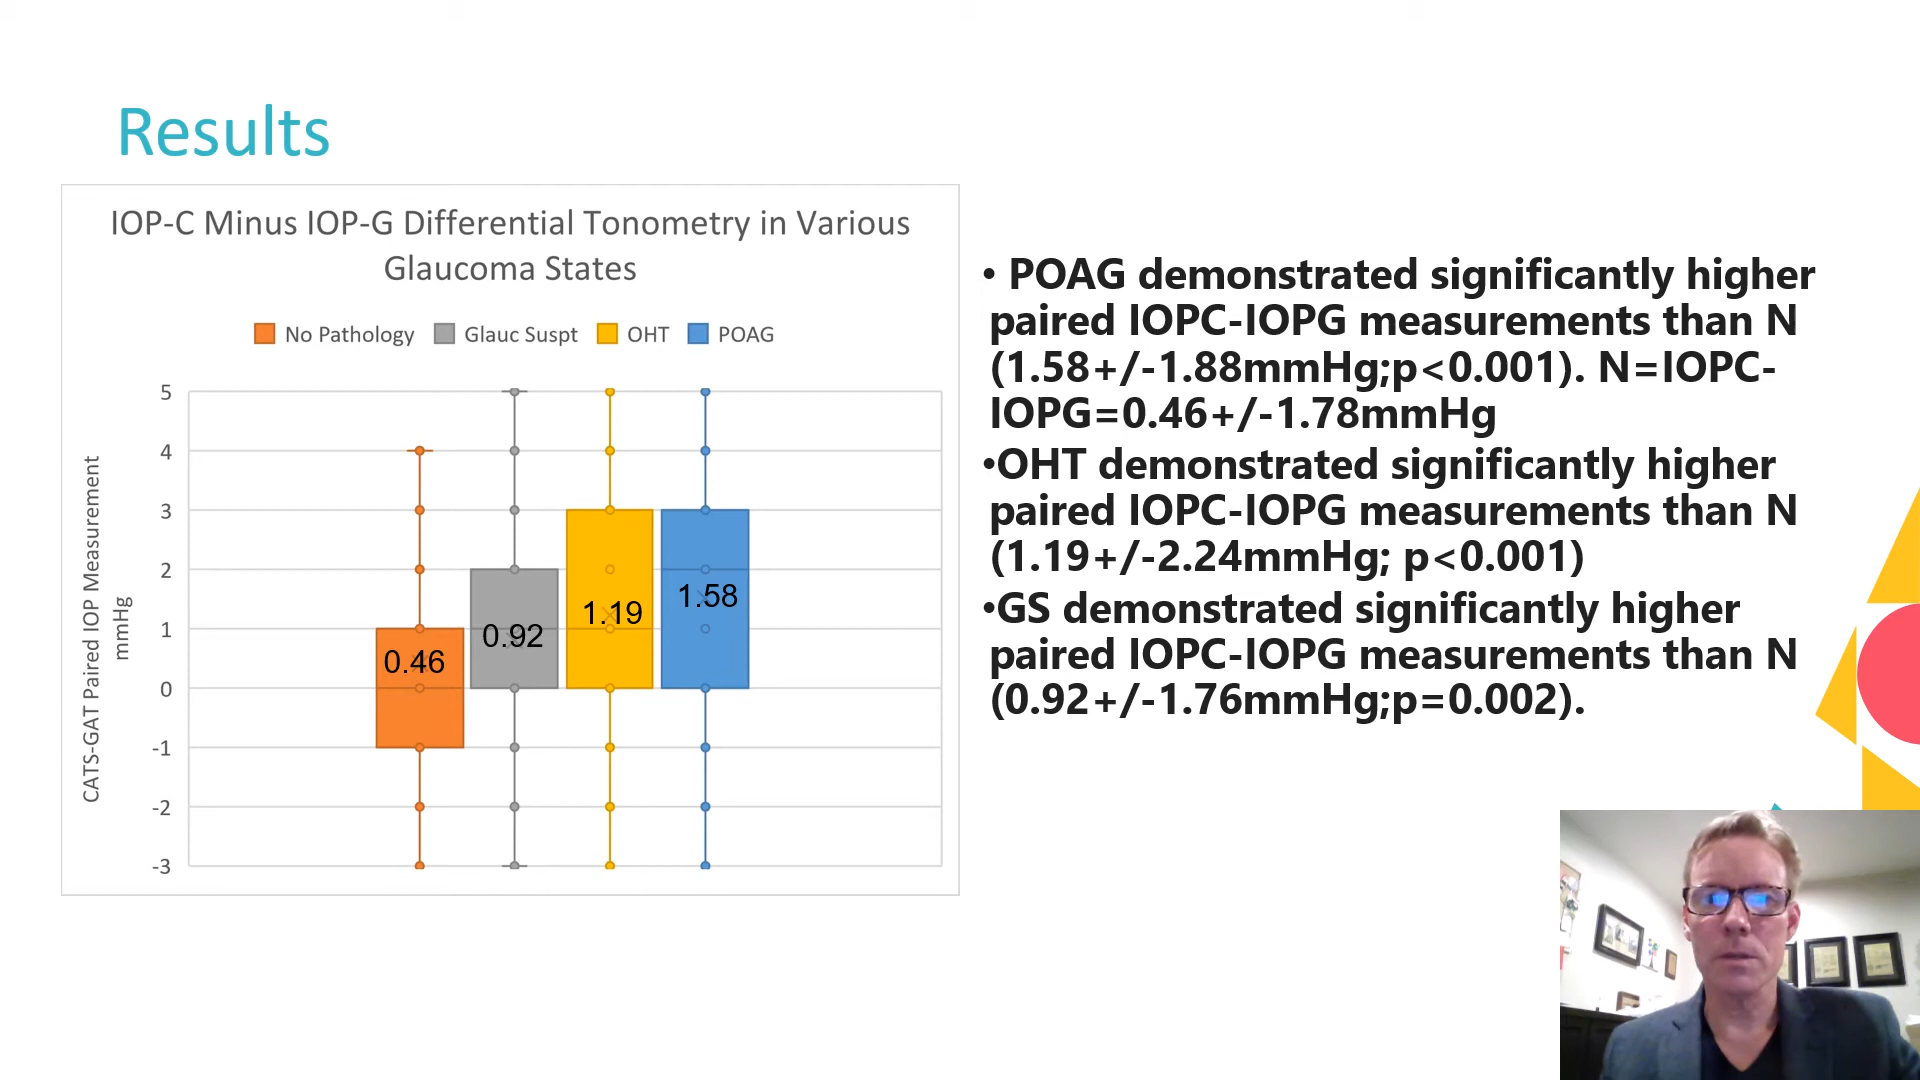 Results
IOP-C Minus IOP-G Differential Tonometry in Various
Glaucoma States
No Pathology
Glauc Suspt
OHT
POAG
CATS-GAT Paired IOP Measurement
mmHg
5
4
3
2
1
0
-1
-2
-3
0.46
0.92
1.19
1.58
• POAG demonstrated significantly higher
paired IOPC-IOPG measurements than N
(1.58+/-1.88mmHg;p<0.001). N=IOPC-
IOPG=0.46+/-1.78mmHg
•OHT demonstrated significantly higher
paired IOPC-IOPG measurements than N
(1.19+/-2.24mmHg; p<0.001)
•GS demonstrated significantly higher
paired IOPC-IOPG measurements than N
(0.92+/-1.76mmHg;p=0.002).